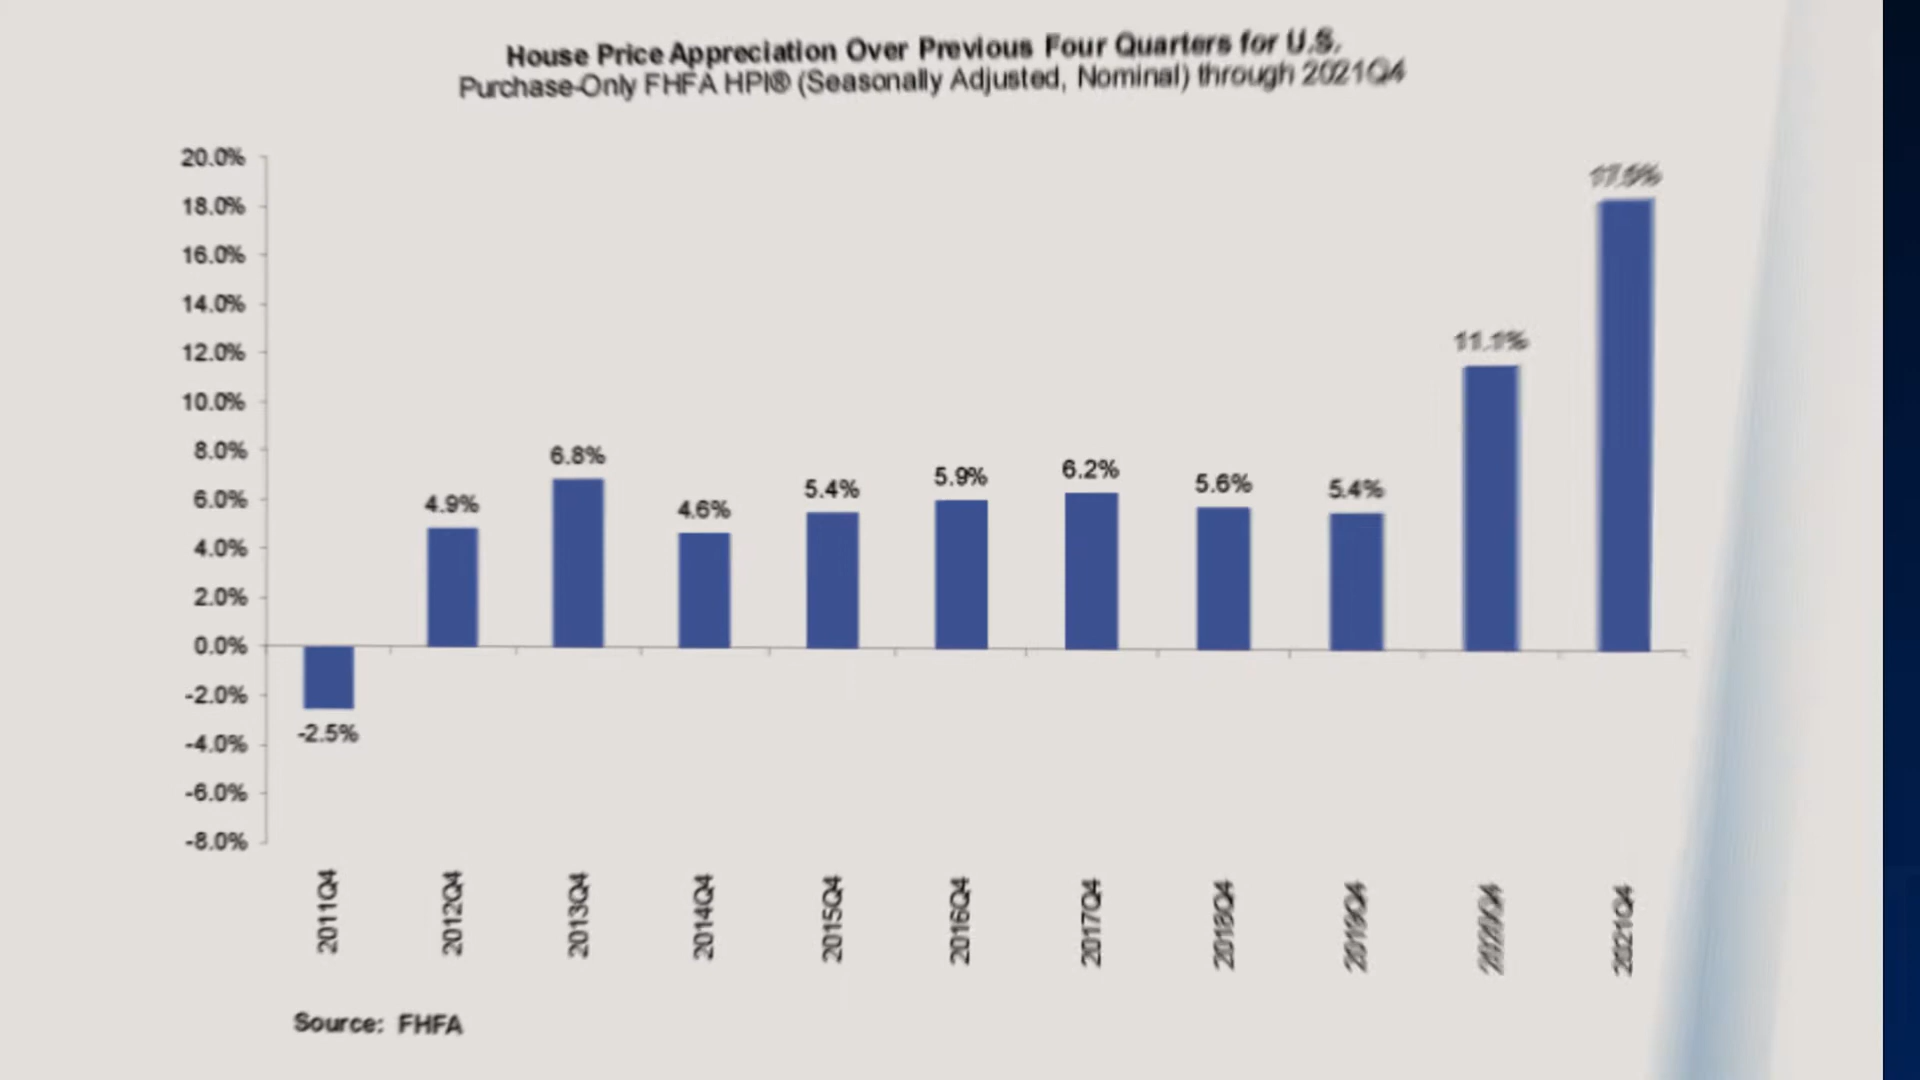 House Price Appreciation Over Previous Four Quarters for U.S.
Purchase-Only FHFA HPI® (Seasonally Adjusted, Nominal) through 2021Q4
20.0%
18.0%
16.0%
14.0%
12.0%
10.0%
8.0%
6.0%
4.0%
2.0%
0.0%
-2.0%
-4.0%
-6.0%
-8.0%
-2.5%
4.9%
6.8%
4.6%
5.4%
5.9%
6.2%
5.6%
5.4%
11.1%
2011Q4
2012Q4
2013Q4
2014Q4
2015Q4
2016Q4
2017Q4
2018Q4
2019Q4
2020Q4
2021Q4
Source: FHFA